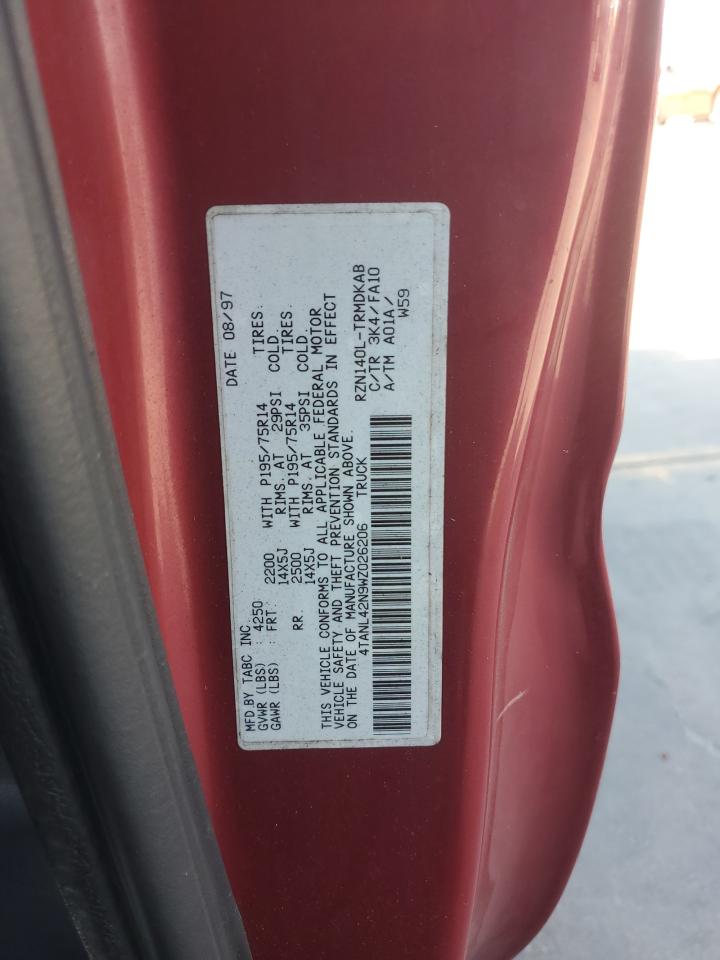 MFD BY TABC INC. DATE 08/97
GVWR (LBS) : 4250
GAWR (LBS) : FRT. 2200 WITH P195/75R14 TIRES.
14X5J RIMS. AT 29PSI COLD.
RR. 2500 WITH P195/75R14 TIRES.
14X5J RIMS. AT 35PSI COLD.
THIS VEHICLE CONFORMS TO ALL APPLICABLE FEDERAL MOTOR
VEHICLE SAFETY AND THEFT PREVENTION STANDARDS IN EFFECT
ON THE DATE OF MANUFACTURE SHOWN ABOVE.
4TANL42N9WZ026206 TRUCK RZN140L-TRMDKAB
C/TR 3K4/FA10
A/TM A01A/
W59